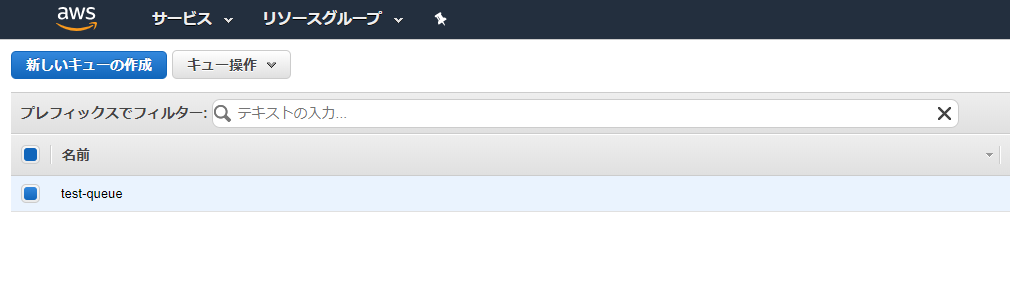 aws サービス リソースグループ
新しいキューの作成 キュー操作
プレフィックスでフィルター: テキストの入力...
名前
test-queue